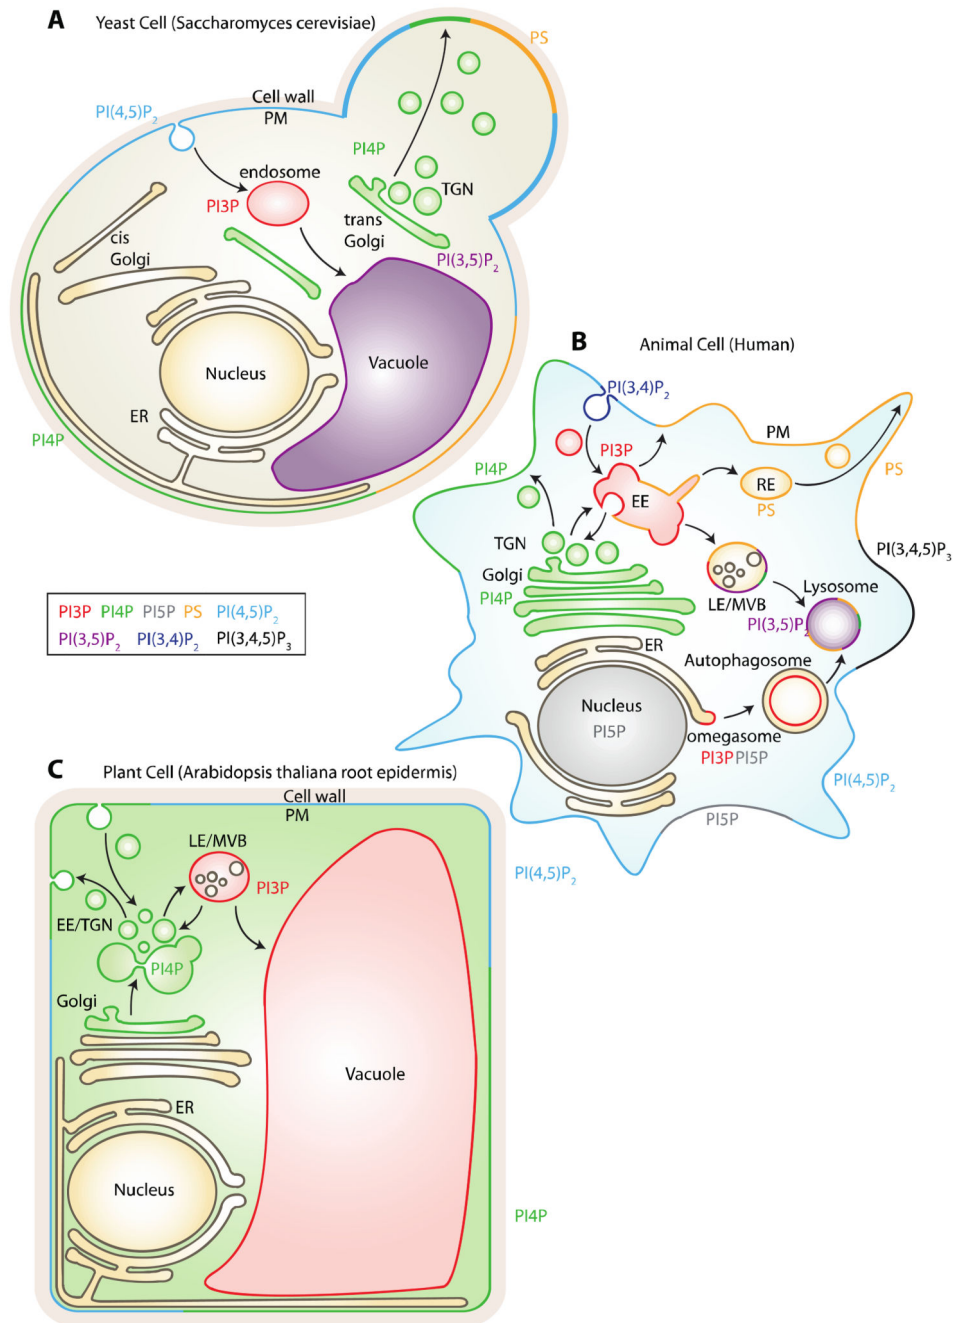 A Yeast Cell (Saccharomyces cerevisiae)
PS
Cell wall
PM
PI(4,5)P2
PI4P
endosome
PI3P
TGN
trans
Golgi
cis
Golgi
PI(3,5)P2
Nucleus
Vacuole
ER
PI4P
B Animal Cell (Human)
PI(3,4)P2
PM
PI3P
PI4P
EE
RE
PS
PS
TGN
Golgi
PI4P
LE/MVB
PI(3,4,5)P3
Lysosome
PI(3,5)P2
ER
Autophagosome
Nucleus
PI5P
omegasome
PI3P PI5P
PI(4,5)P2
PI5P
PI(4,5)P2
PI3P PI4P PI5P PS PI(4,5)P2
PI(3,5)P2 PI(3,4)P2 PI(3,4,5)P3
C Plant Cell (Arabidopsis thaliana root epidermis)
Cell wall
PM
LE/MVB
PI3P
EE/TGN
PI4P
Golgi
Vacuole
ER
Nucleus
PI4P